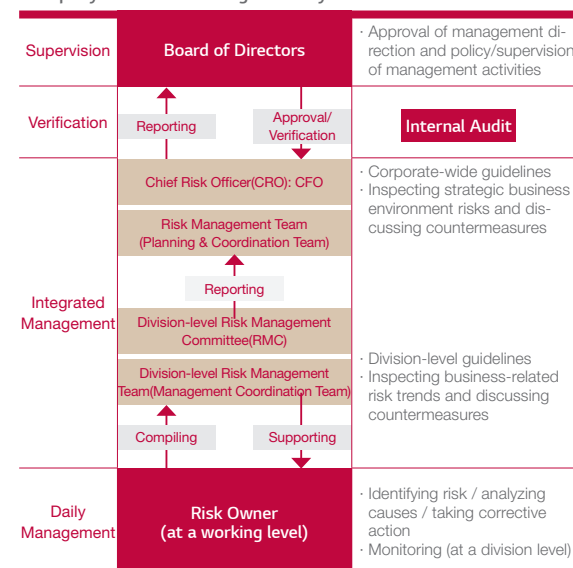 Supervision
Board of Directors
· Approval of management di-
rection and policy/supervision
of management activities
Verification
Reporting
Approval/
Verification
Internal Audit
Chief Risk Officer(CRO): CFO
Risk Management Team
(Planning & Coordination Team)
· Corporate-wide guidelines
· Inspecting strategic business
environment risks and dis-
cussing countermeasures
Integrated
Management
Reporting
Division-level Risk Management
Committee(RMC)
Division-level Risk Management
Team(Management Coordination Team)
· Division-level guidelines
· Inspecting business-related
risk trends and discussing
countermeasures
Compiling
Supporting
Daily
Management
Risk Owner
(at a working level)
· Identifying risk / analyzing
causes / taking corrective
action
· Monitoring (at a division level)